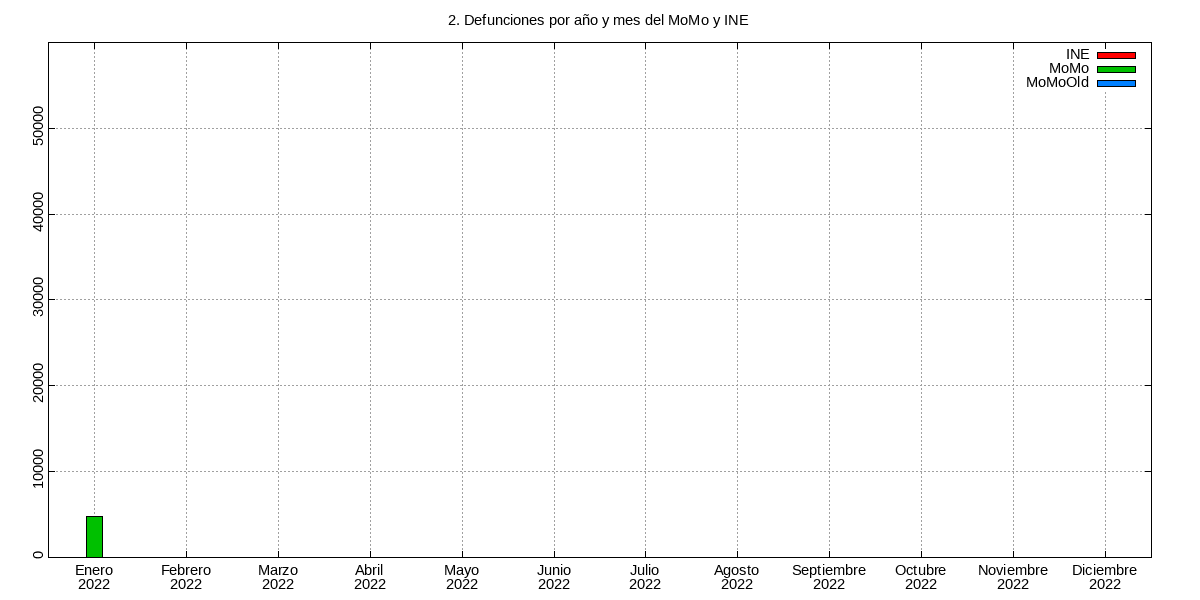 2. Defunciones por año y mes del MoMo y INE
INE
MoMo
MoMoOld
50000
40000
30000
20000
10000
0
Enero Febrero Marzo Abril Mayo Junio Julio Agosto Septiembre Octubre Noviembre Diciembre
2022 2022 2022 2022 2022 2022 2022 2022 2022 2022 2022 2022